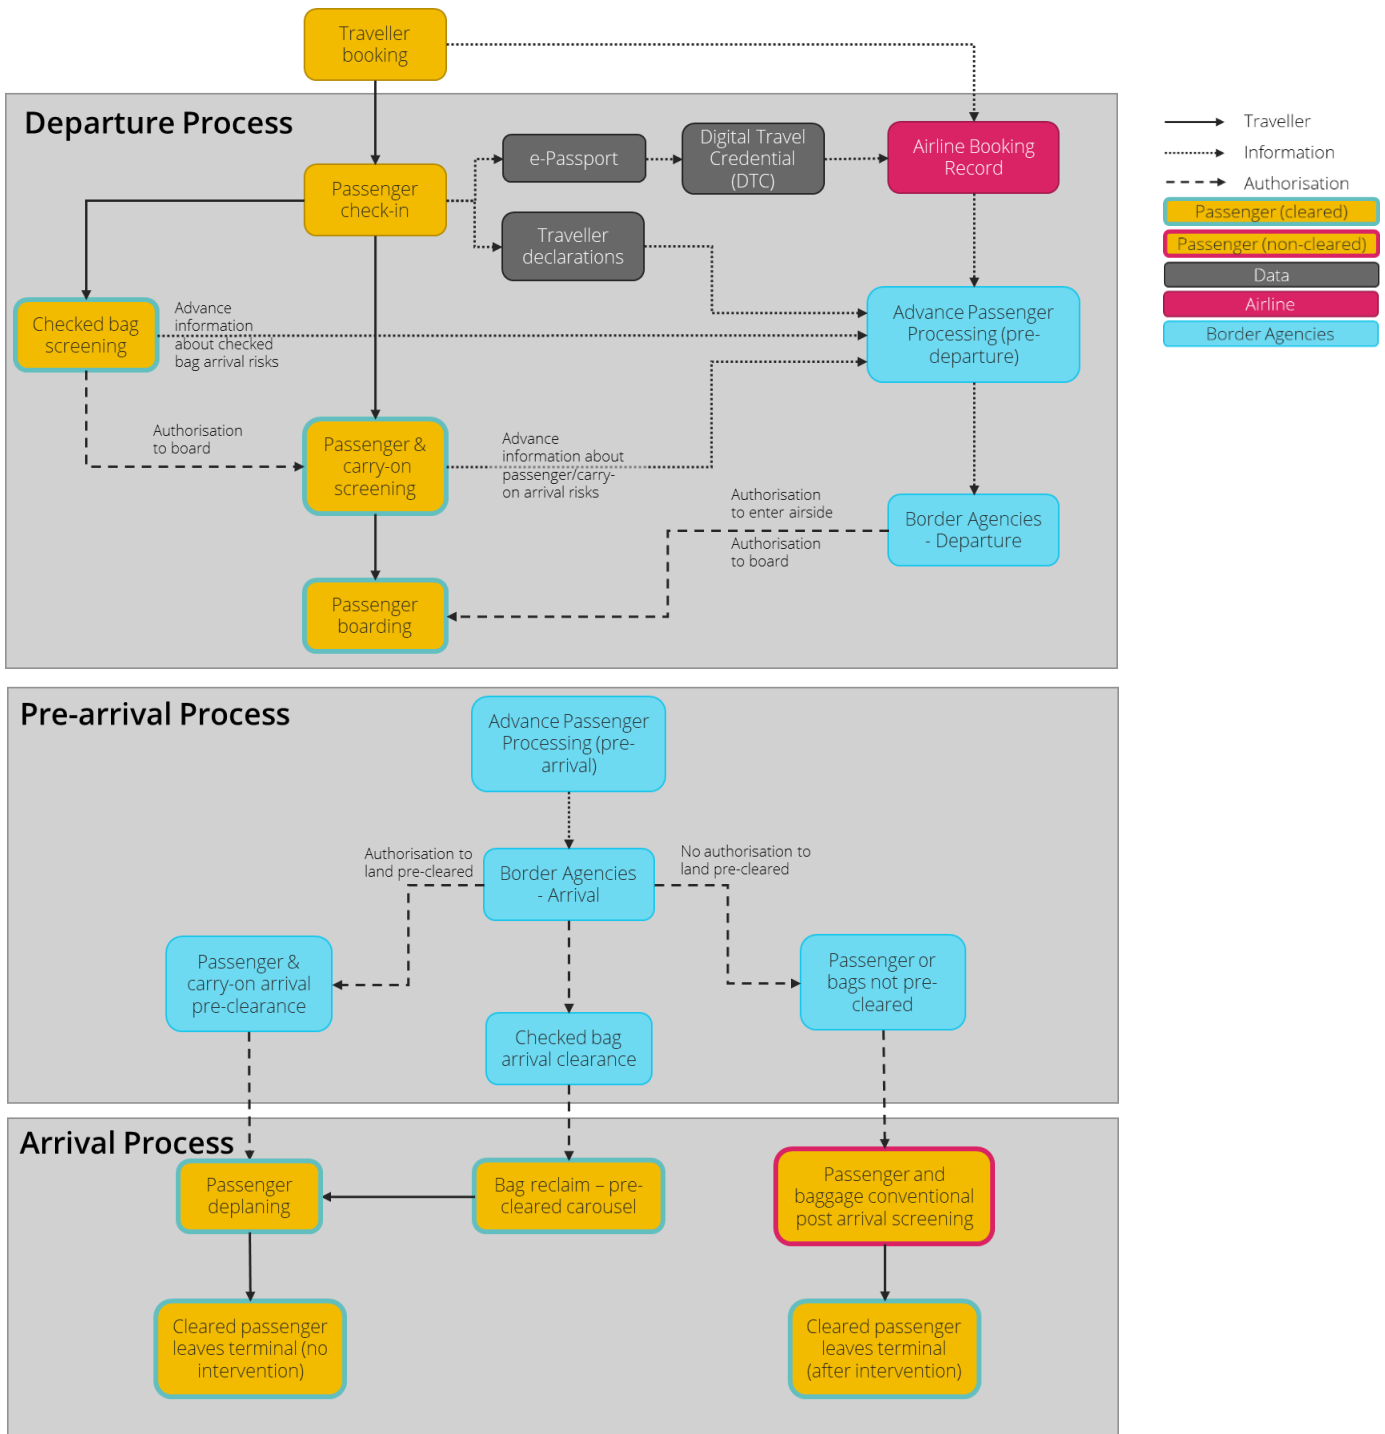 Traveller
booking
Departure Process
e-Passport
Digital Travel
Credential
(DTC)
Airline Booking
Record
Passenger
check-in
Traveller
declarations
Checked bag
screening
Advance
information
about checked
bag arrival risks
Advance Passenger
Processing (pre-
departure)
Authorisation
to board
Passenger &
carry-on
screening
Advance
information about
passenger/carry-
on arrival risks
Authorisation
to enter airside
Authorisation
to board
Border Agencies
- Departure
Passenger
boarding
Traveller
Information
Authorisation
Passenger (cleared)
Passenger (non-cleared)
Data
Airline
Border Agencies
Pre-arrival Process
Advance Passenger
Processing (pre-
arrival)
Authorisation to
land pre-cleared
Border Agencies
- Arrival
No authorisation to
land pre-cleared
Passenger &
carry-on arrival
pre-clearance
Checked bag
arrival clearance
Passenger or
bags not pre-
cleared
Arrival Process
Passenger
deplaning
Bag reclaim – pre-
cleared carousel
Passenger and
baggage conventional
post arrival screening
Cleared passenger
leaves terminal (no
intervention)
Cleared passenger
leaves terminal
(after intervention)